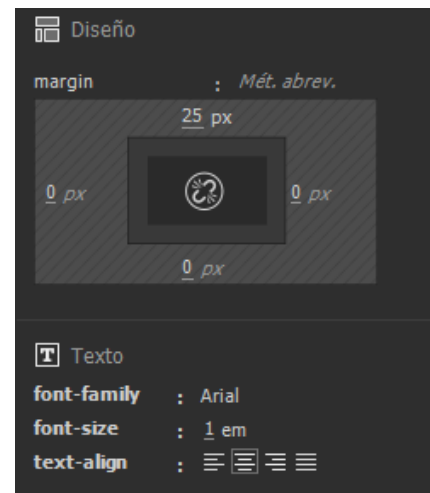 Diseño
margin : Mét. abrev.
25 px
0 px 0 px
0 px
T Texto
font-family : Arial
font-size : 1 em
text-align :